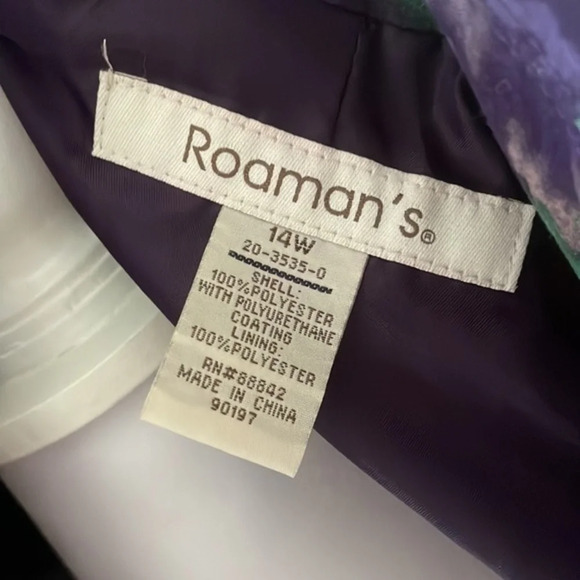 Roaman's®
14W
20-3535-0
SHELL:
100%POLYESTER
WITH POLYURETHANE
COATING
LINING:
100%POLYESTER
RN#88842
MADE IN CHINA
90197